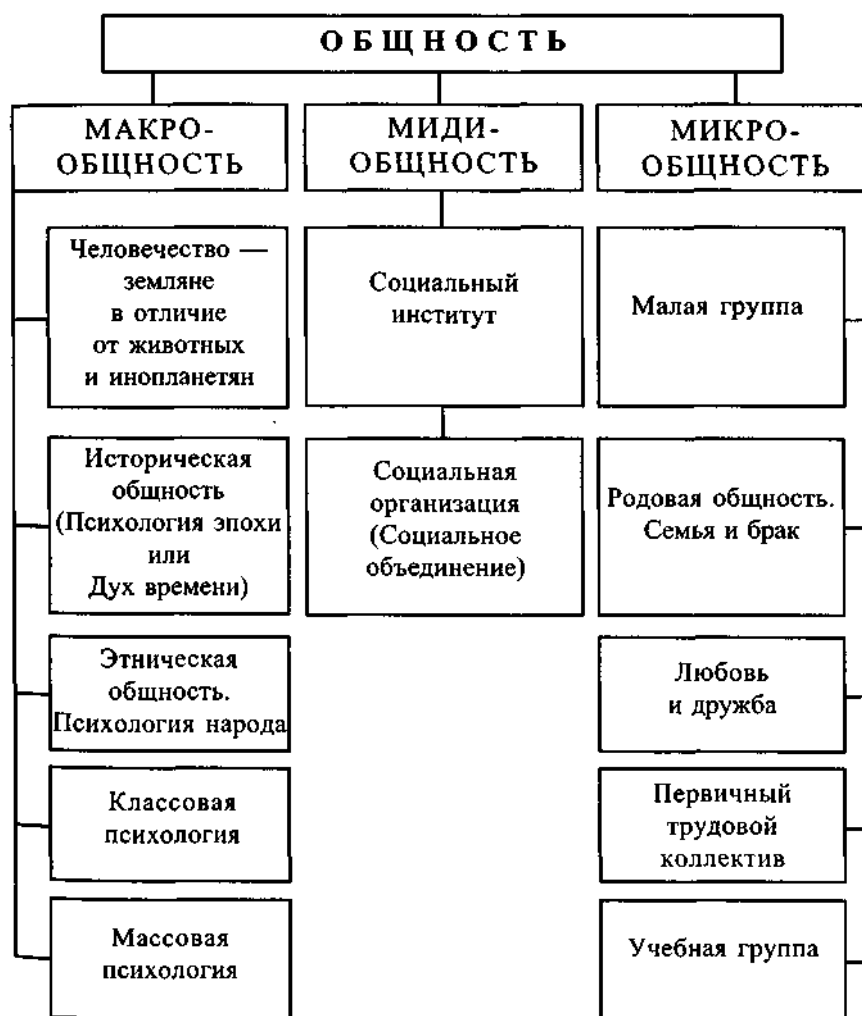 ОБЩНОСТЬ
МАКРО-
ОБЩНОСТЬ
Человечество —
земляне
в отличие
от животных
и инопланетян
Историческая
общность
(Психология эпохи
или
Дух времени)
Этническая
общность.
Психология народа
Классовая
психология
Массовая
психология
МИДИ-
ОБЩНОСТЬ
Социальный
институт
Социальная
организация
(Социальное
объединение)
МИКРО-
ОБЩНОСТЬ
Малая группа
Родовая общность.
Семья и брак
Любовь
и дружба
Первичный
трудовой
коллектив
Учебная группа